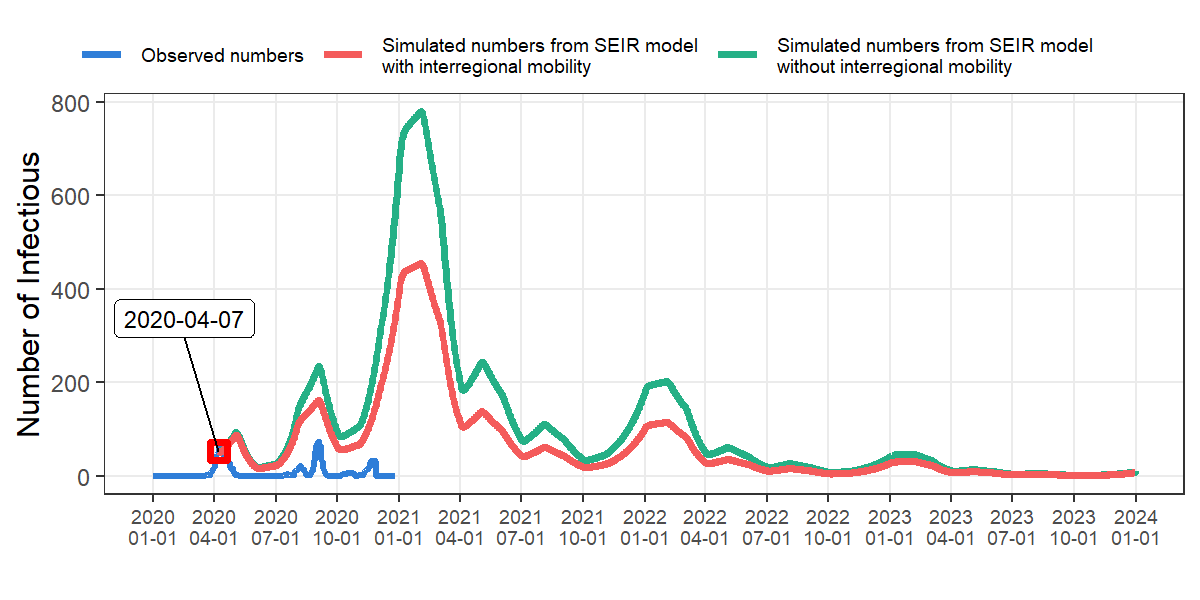 Observed numbers
Simulated numbers from SEIR model
with interregional mobility
Simulated numbers from SEIR model
without interregional mobility
Number of Infectious
800
600
400
200
0
2020-04-07
2020 2020 2020 2020 2021 2021 2021 2021 2022 2022 2022 2022 2023 2023 2023 2023 2024
01-01 04-01 07-01 10-01 01-01 04-01 07-01 10-01 01-01 04-01 07-01 10-01 01-01 04-01 07-01 10-01 01-01